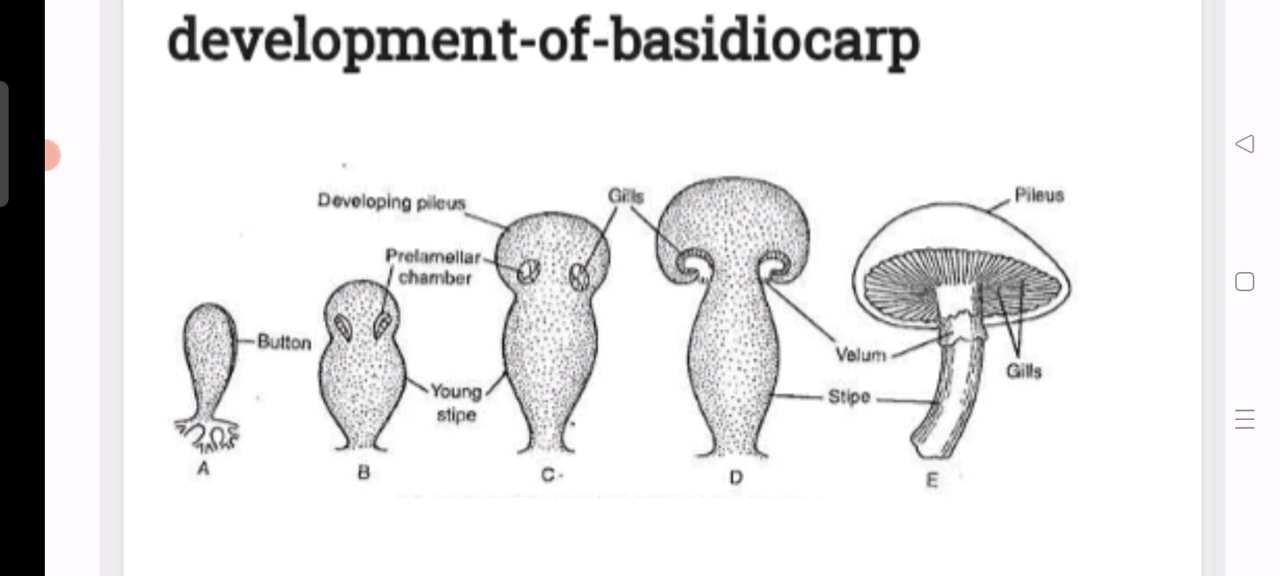 development-of-basidiocarp
Developing pileus
Gills
Pileus
Prelamellar
chamber
Button
Velum
Gills
Young
stipe
Stipe
A
B
C-
D
E